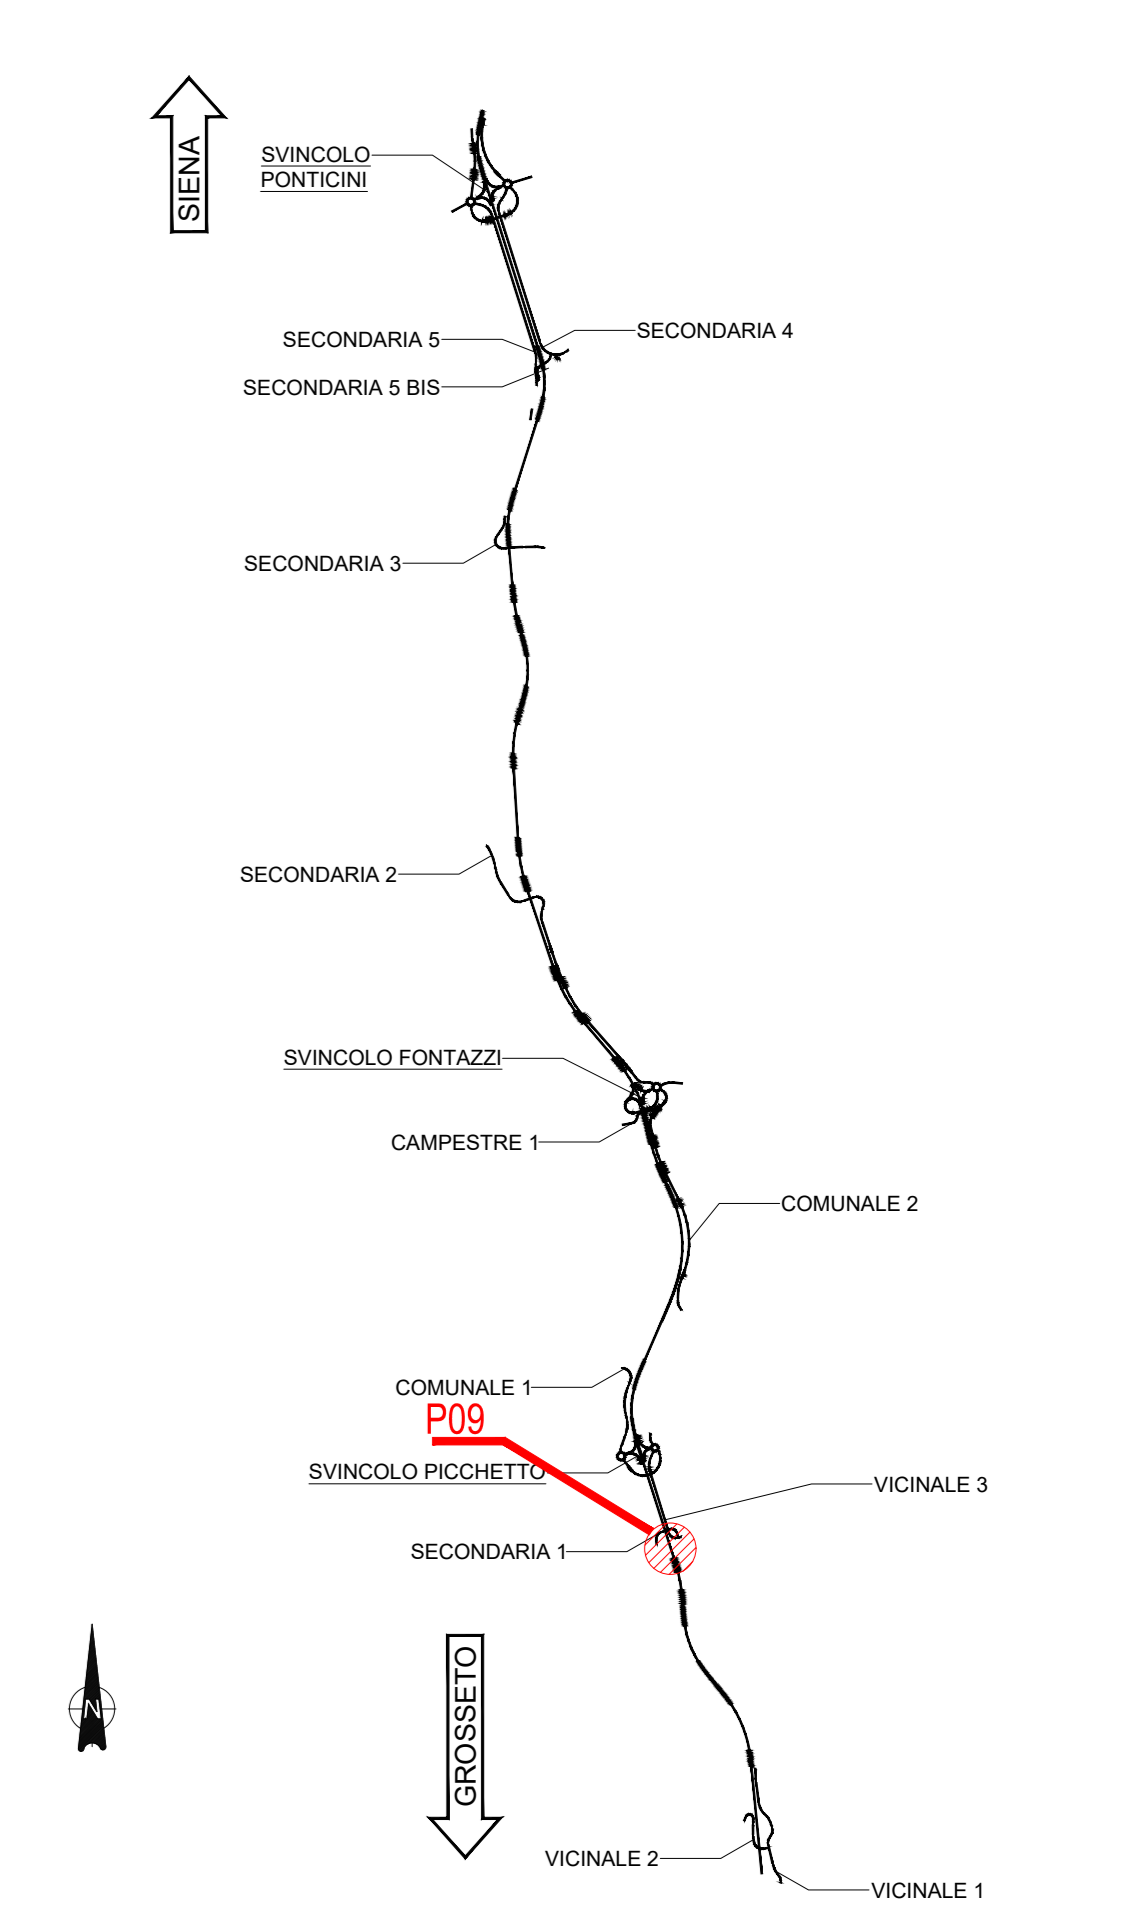 SIENA
SVINCOLO
PONTICINI
SECONDARIA 4
SECONDARIA 5
SECONDARIA 5 BIS
SECONDARIA 3
SECONDARIA 2
SVINCOLO FONTAZZI
CAMPESTRE 1
COMUNALE 2
COMUNALE 1
P09
SVINCOLO PICCHETTO
VICINALE 3
SECONDARIA 1
N
GROSSETO
VICINALE 2
VICINALE 1